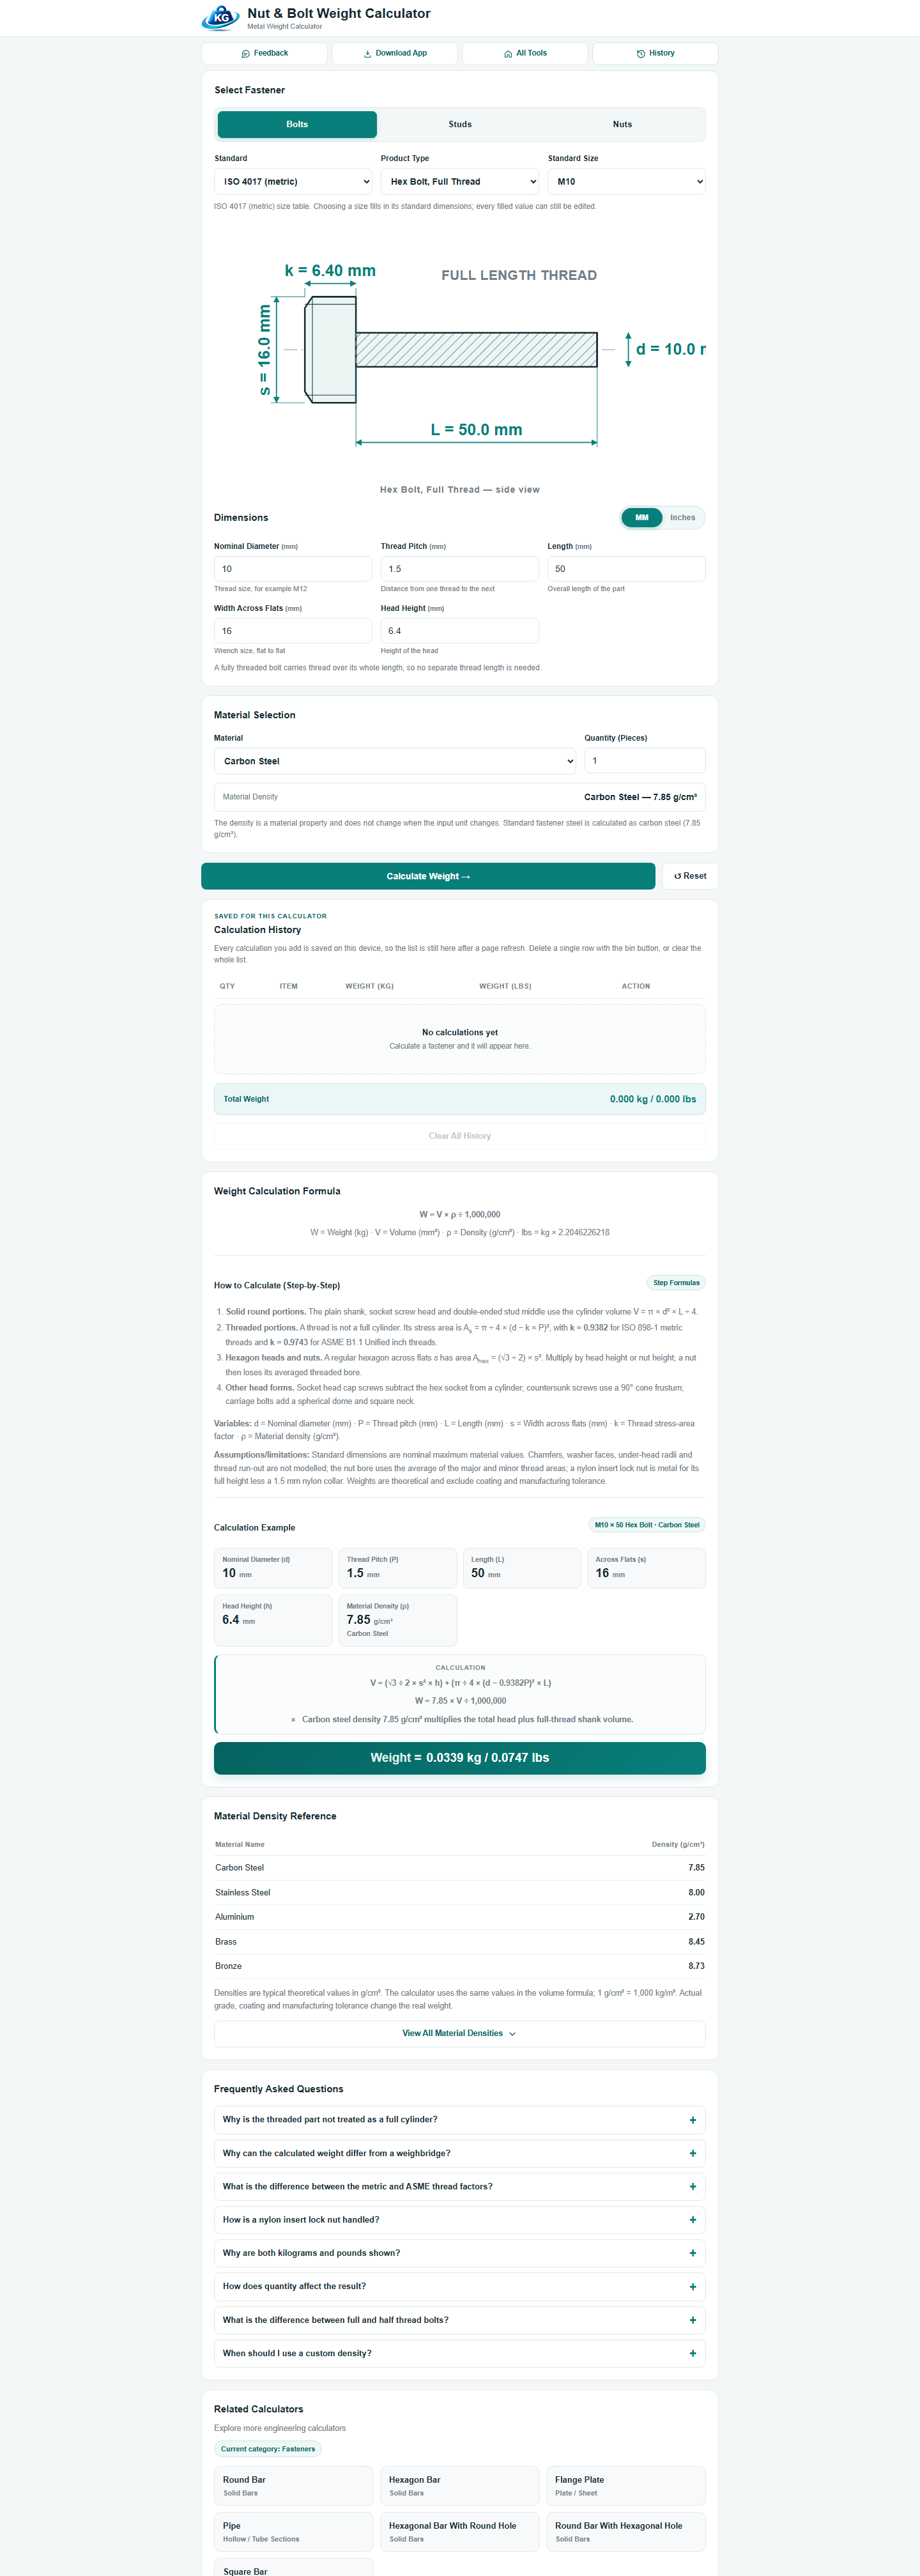 KG
Nut & Bolt Weight Calculator
Metal Weight Calculator
Feedback
Download App
All Tools
History
Select Fastener
Bolts
Studs
Nuts
Standard
Product Type
Standard Size
ISO 4017 (metric)
Hex Bolt, Full Thread
M10
ISO 4017 (metric) size table. Choosing a size fills in its standard dimensions; every filled value can still be edited.
k = 6.40 mm
FULL LENGTH THREAD
s = 16.0 mm
d = 10.0 m
L = 50.0 mm
Hex Bolt, Full Thread — side view
Dimensions
MM
Inches
Nominal Diameter (mm)
Thread Pitch (mm)
Length (mm)
10
1.5
50
Thread size, for example M12
Distance from one thread to the next
Overall length of the part
Width Across Flats (mm)
Head Height (mm)
16
6.4
Wrench size, flat to flat
Height of the head
A fully threaded bolt carries thread over its whole length, so no separate thread length is needed.
Material Selection
Material
Quantity (Pieces)
Carbon Steel
1
Material Density
Carbon Steel — 7.85 g/cm³
The density is a material property and does not change when the input unit changes. Standard fastener steel is calculated as carbon steel (7.85
g/cm³).
Calculate Weight →
↺ Reset
SAVED FOR THIS CALCULATOR
Calculation History
Every calculation you add is saved on this device, so the list is still here after a page refresh. Delete a single row with the bin button, or clear the
whole list.
QTY
ITEM
WEIGHT (KG)
WEIGHT (LBS)
ACTION
No calculations yet
Calculate a fastener and it will appear here.
Total Weight
0.000 kg / 0.000 lbs
Clear All History
Weight Calculation Formula
W = V × ρ ÷ 1,000,000
W = Weight (kg) · V = Volume (mm³) · ρ = Density (g/cm³) · lbs = kg × 2.2046226218
How to Calculate (Step-by-Step)
Step Formulas
1. Solid round portions. The plain shank, socket screw head and double-ended stud middle use the cylinder volume V = π × d² × L ÷ 4.
2. Threaded portions. A thread is not a full cylinder. Its stress area is As = π ÷ 4 × (d − k × P)², with k = 0.9382 for ISO 898-1 metric
threads and k = 0.9743 for ASME B1.1 Unified inch threads.
3. Hexagon heads and nuts. A regular hexagon across flats s has area Ahex = (√3 ÷ 2) × s². Multiply by head height or nut height; a nut
then loses its averaged threaded bore.
4. Other head forms. Socket head cap screws subtract the hex socket from a cylinder; countersunk screws use a 90° cone frustum;
carriage bolts add a spherical dome and square neck.
Variables: d = Nominal diameter (mm) · P = Thread pitch (mm) · L = Length (mm) · s = Width across flats (mm) · k = Thread stress-area
factor · ρ = Material density (g/cm³).
Assumptions/limitations: Standard dimensions are nominal maximum material values. Chamfers, washer faces, under-head radii and
thread run-out are not modelled; the nut bore uses the average of the major and minor thread areas; a nylon insert lock nut is metal for its
full height less a 1.5 mm nylon collar. Weights are theoretical and exclude coating and manufacturing tolerance.
Calculation Example
M10 × 50 Hex Bolt · Carbon Steel
Nominal Diameter (d)
Thread Pitch (P)
Length (L)
Across Flats (s)
10 mm
1.5 mm
50 mm
16 mm
Head Height (h)
Material Density (ρ)
6.4 mm
7.85 g/cm³
Carbon Steel
CALCULATION
V = (√3 ÷ 2 × s² × h) + (π ÷ 4 × (d − 0.9382P)² × L)
W = 7.85 × V ÷ 1,000,000
× Carbon steel density 7.85 g/cm³ multiplies the total head plus full-thread shank volume.
Weight = 0.0339 kg / 0.0747 lbs
Material Density Reference
Material Name
Density (g/cm³)
Carbon Steel
7.85
Stainless Steel
8.00
Aluminium
2.70
Brass
8.45
Bronze
8.73
Densities are typical theoretical values in g/cm³. The calculator uses the same values in the volume formula; 1 g/cm³ = 1,000 kg/m³. Actual
grade, coating and manufacturing tolerance change the real weight.
View All Material Densities
Frequently Asked Questions
Why is the threaded part not treated as a full cylinder?
+
Why can the calculated weight differ from a weighbridge?
+
What is the difference between the metric and ASME thread factors?
+
How is a nylon insert lock nut handled?
+
Why are both kilograms and pounds shown?
+
How does quantity affect the result?
+
What is the difference between full and half thread bolts?
+
When should I use a custom density?
+
Related Calculators
Explore more engineering calculators
Current category: Fasteners
Round Bar
Solid Bars
Hexagon Bar
Solid Bars
Flange Plate
Plate / Sheet
Pipe
Hollow / Tube Sections
Hexagonal Bar With Round Hole
Solid Bars
Round Bar With Hexagonal Hole
Solid Bars
Square Bar